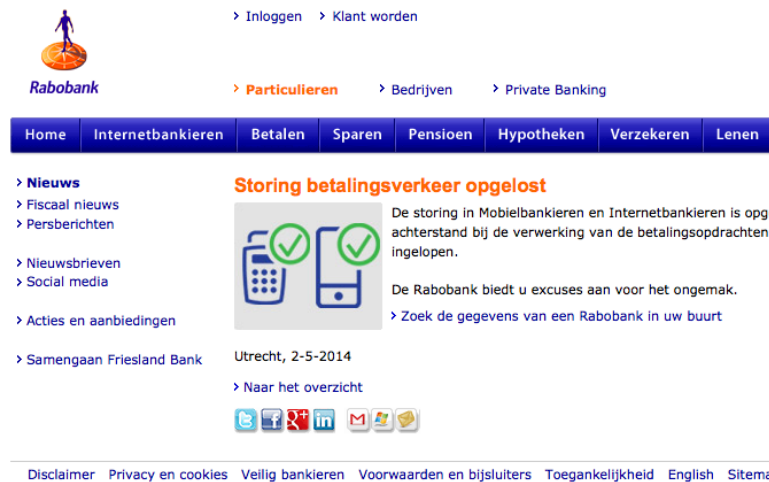 > Inloggen > Klant worden
Rabobank
> Particulieren > Bedrijven > Private Banking
Home Internetbankieren Betalen Sparen Pensioen Hypotheken Verzekeren Lenen
> Nieuws
> Fiscaal nieuws
> Persberichten
> Nieuwsbrieven
> Social media
> Acties en aanbiedingen
> Samengaan Friesland Bank
Storing betalingsverkeer opgelost
De storing in Mobielbankieren en Internetbankieren is opg
achterstand bij de verwerking van de betalingsopdrachten
ingelopen.
De Rabobank biedt u excuses aan voor het ongemak.
> Zoek de gegevens van een Rabobank in uw buurt
Utrecht, 2-5-2014
> Naar het overzicht
Disclaimer Privacy en cookies Veilig bankieren Voorwaarden en bijsluiters Toegankelijkheid English Sitema